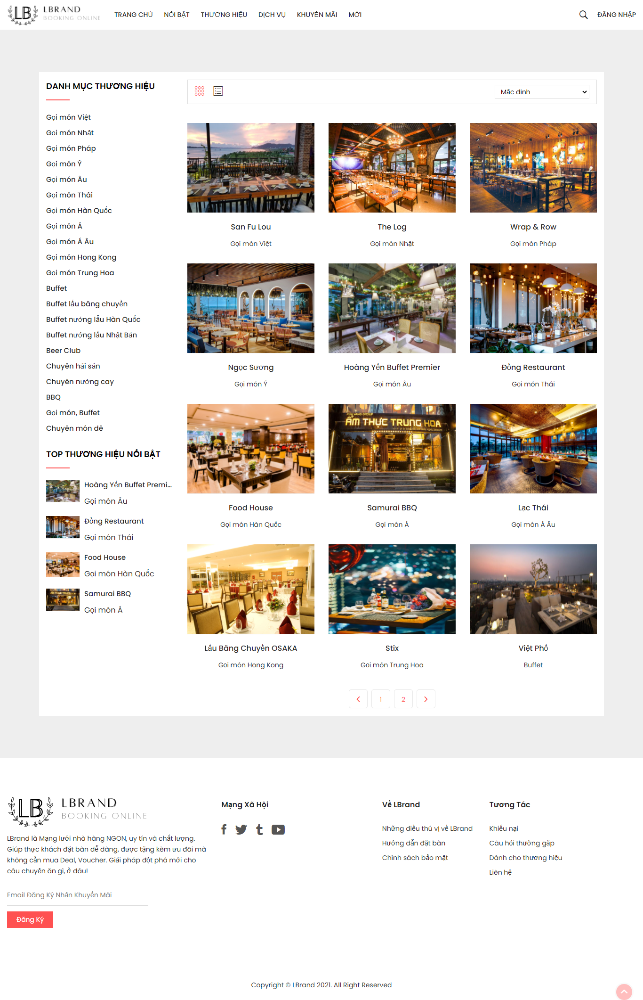 LB LBRAND
BOOKING ONLINE
TRANG CHỦ NỔI BẬT THƯƠNG HIỆU DỊCH VỤ KHUYẾN MÃI MỚI ĐĂNG NHẬP
DANH MỤC THƯƠNG HIỆU
Gọi món Việt
Gọi món Nhật
Gọi món Pháp
Gọi món Ý
Gọi món Âu
Gọi món Thái
Gọi món Hàn Quốc
Gọi món Á
Gọi món Á Âu
Gọi món Hong Kong
Gọi món Trung Hoa
Buffet
Buffet lẩu băng chuyền
Buffet nướng lẩu Hàn Quốc
Buffet nướng lẩu Nhật Bản
Beer Club
Chuyên hải sản
Chuyên nướng cay
BBQ
Gọi món, Buffet
Chuyên món dê
TOP THƯƠNG HIỆU NỔI BẬT
Hoàng Yến Buffet Premi...
Gọi món Âu
Đồng Restaurant
Gọi món Thái
Food House
Gọi món Hàn Quốc
Samurai BBQ
Gọi món Á
Mặc định
San Fu Lou
Gọi món Việt
The Log
Gọi món Nhật
Wrap & Row
Gọi món Pháp
Ngọc Sương
Gọi món Ý
Hoàng Yến Buffet Premier
Gọi món Âu
Đồng Restaurant
Gọi món Thái
Food House
Gọi món Hàn Quốc
ẨM THỰC TRUNG HOA
Samurai BBQ
Gọi món Á
Lạc Thái
Gọi món Á Âu
Lẩu Băng Chuyền OSAKA
Gọi món Hong Kong
Stix
Gọi món Trung Hoa
Việt Phố
Buffet
1 2
LB LBRAND
BOOKING ONLINE
LBrand là Mạng lưới nhà hàng NGON, uy tín và chất lượng.
Giúp thực khách đặt bàn dễ dàng, được tặng kèm ưu đãi mà
không cần mua Deal, Voucher. Giải pháp đột phá mới cho
câu chuyện ăn gì, ở đâu!
Email Đăng Ký Nhận Khuyến Mãi
Đăng Ký
Mạng Xã Hội
Về LBrand
Những điều thú vị về LBrand
Hướng dẫn đặt bàn
Chính sách bảo mật
Tương Tác
Khiếu nại
Câu hỏi thường gặp
Dành cho thương hiệu
Liên hệ
Copyright © LBrand 2021. All Right Reserved